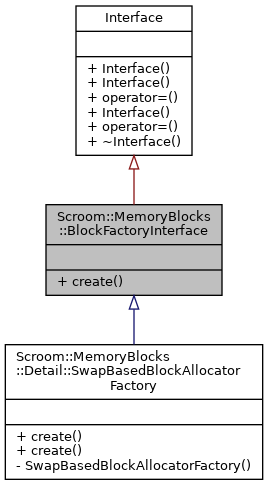 Interface
+ Interface()
+ Interface()
+ operator=()
+ Interface()
+ operator=()
+ ~Interface()
Scroom::MemoryBlocks
::BlockFactoryInterface
+ create()
Scroom::MemoryBlocks
::Detail::SwapBasedBlockAllocator
Factory
+ create()
+ create()
- SwapBasedBlockAllocatorFactory()